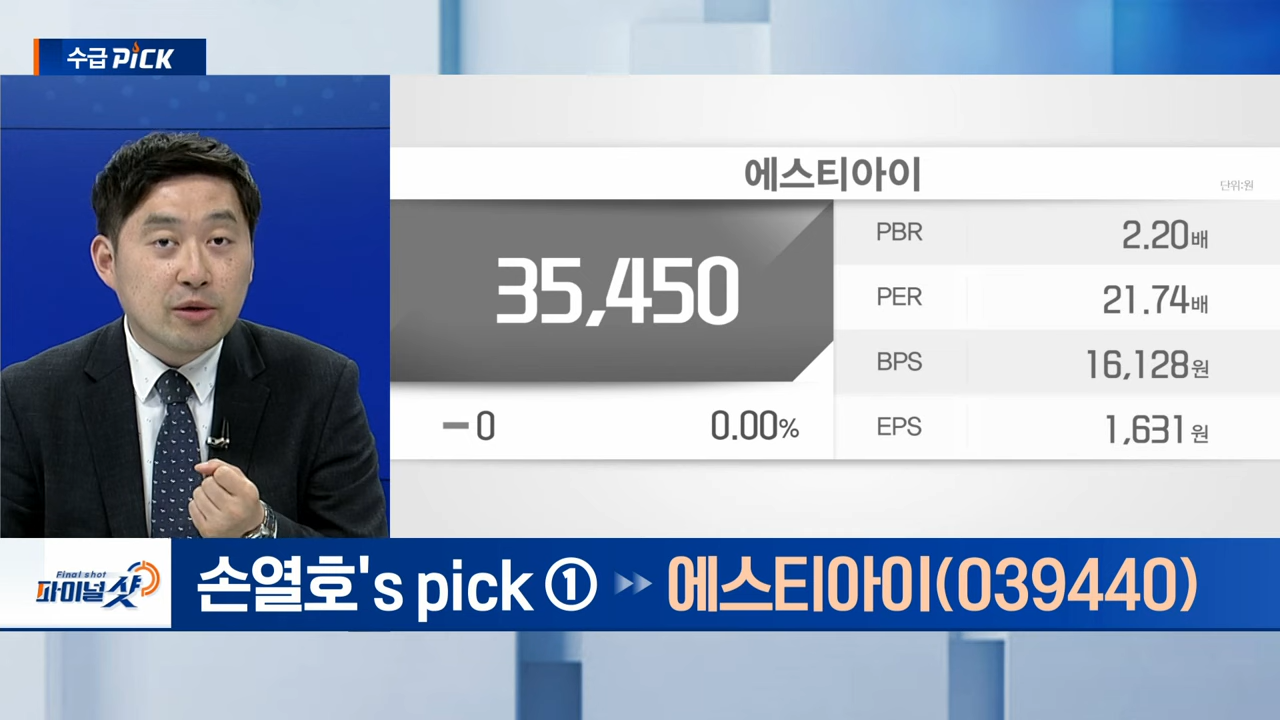 수급 PiCK
에스티아이
단위:원
35,450
0 0.00%
PBR 2.20배
PER 21.74배
BPS 16,128원
EPS 1,631원
Final shot
파이널샷
손열호's pick ① 에스티아이(039440)